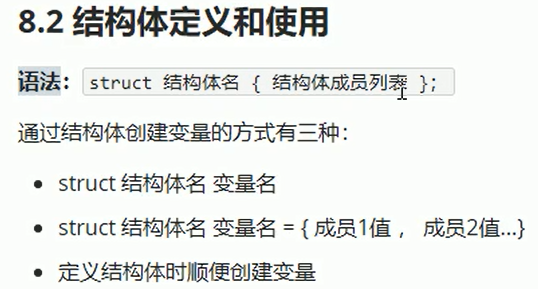 8.2 结构体定义和使用
语法：struct 结构体名 { 结构体成员列表 };
通过结构体创建变量的方式有三种：
• struct 结构体名 变量名
• struct 结构体名 变量名 = { 成员1值 ， 成员2值...}
• 定义结构体时顺便创建变量